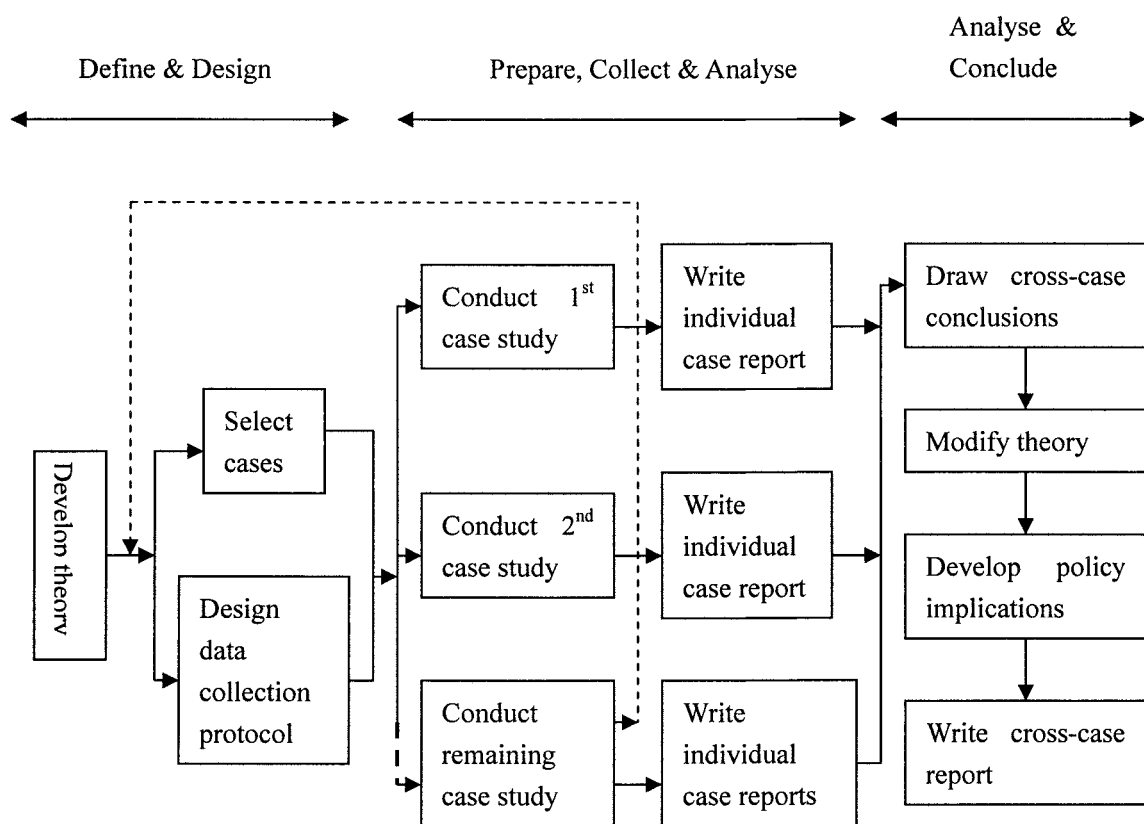 Define & Design
Prepare, Collect & Analyse
Analyse &
Conclude
Develop theory
Select
cases
Design
data
collection
protocol
Conduct 1st
case study
Conduct 2nd
case study
Conduct
remaining
case study
Write
individual
case report
Write
individual
case report
Write
individual
case reports
Draw cross-case
conclusions
Modify theory
Develop policy
implications
Write cross-case
report